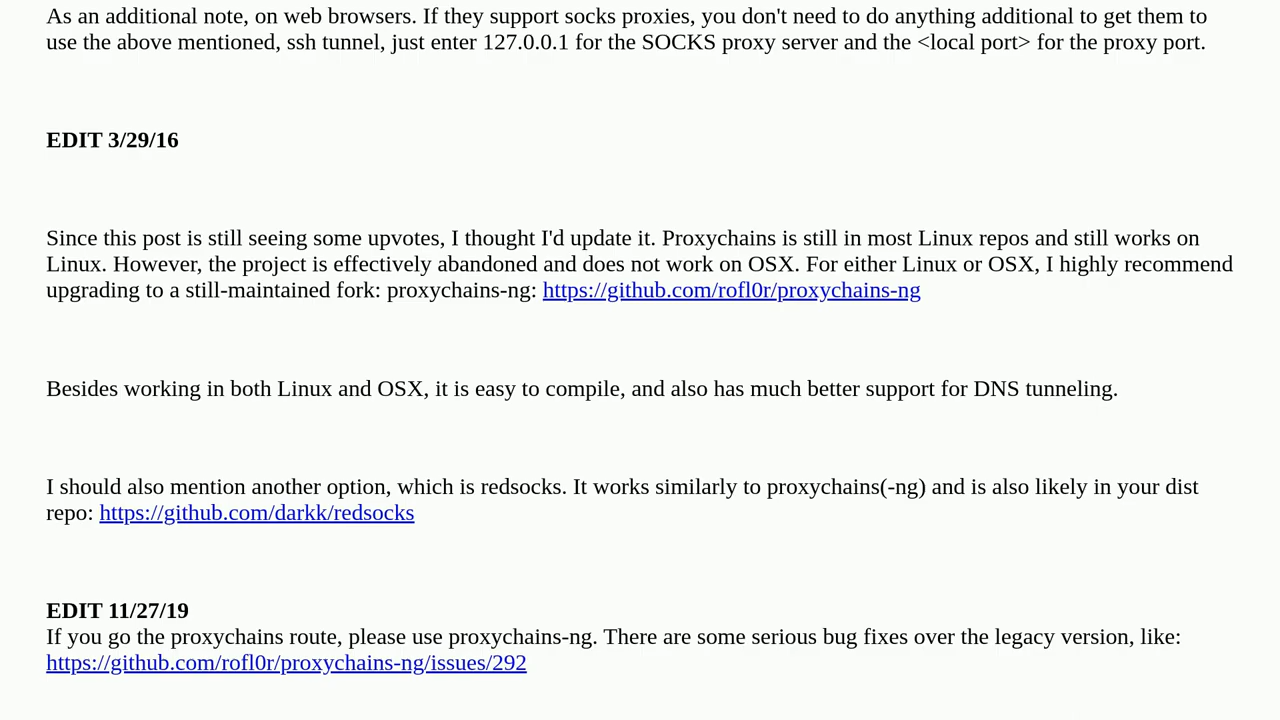 As an additional note, on web browsers. If they support socks proxies, you don't need to do anything additional to get them to
use the above mentioned, ssh tunnel, just enter 127.0.0.1 for the SOCKS proxy server and the <local port> for the proxy port.
EDIT 3/29/16
Since this post is still seeing some upvotes, I thought I'd update it. Proxychains is still in most Linux repos and still works on
Linux. However, the project is effectively abandoned and does not work on OSX. For either Linux or OSX, I highly recommend
upgrading to a still-maintained fork: proxychains-ng: https://github.com/rofl0r/proxychains-ng
Besides working in both Linux and OSX, it is easy to compile, and also has much better support for DNS tunneling.
I should also mention another option, which is redsocks. It works similarly to proxychains(-ng) and is also likely in your dist
repo: https://github.com/darkk/redsocks
EDIT 11/27/19
If you go the proxychains route, please use proxychains-ng. There are some serious bug fixes over the legacy version, like:
https://github.com/rofl0r/proxychains-ng/issues/292